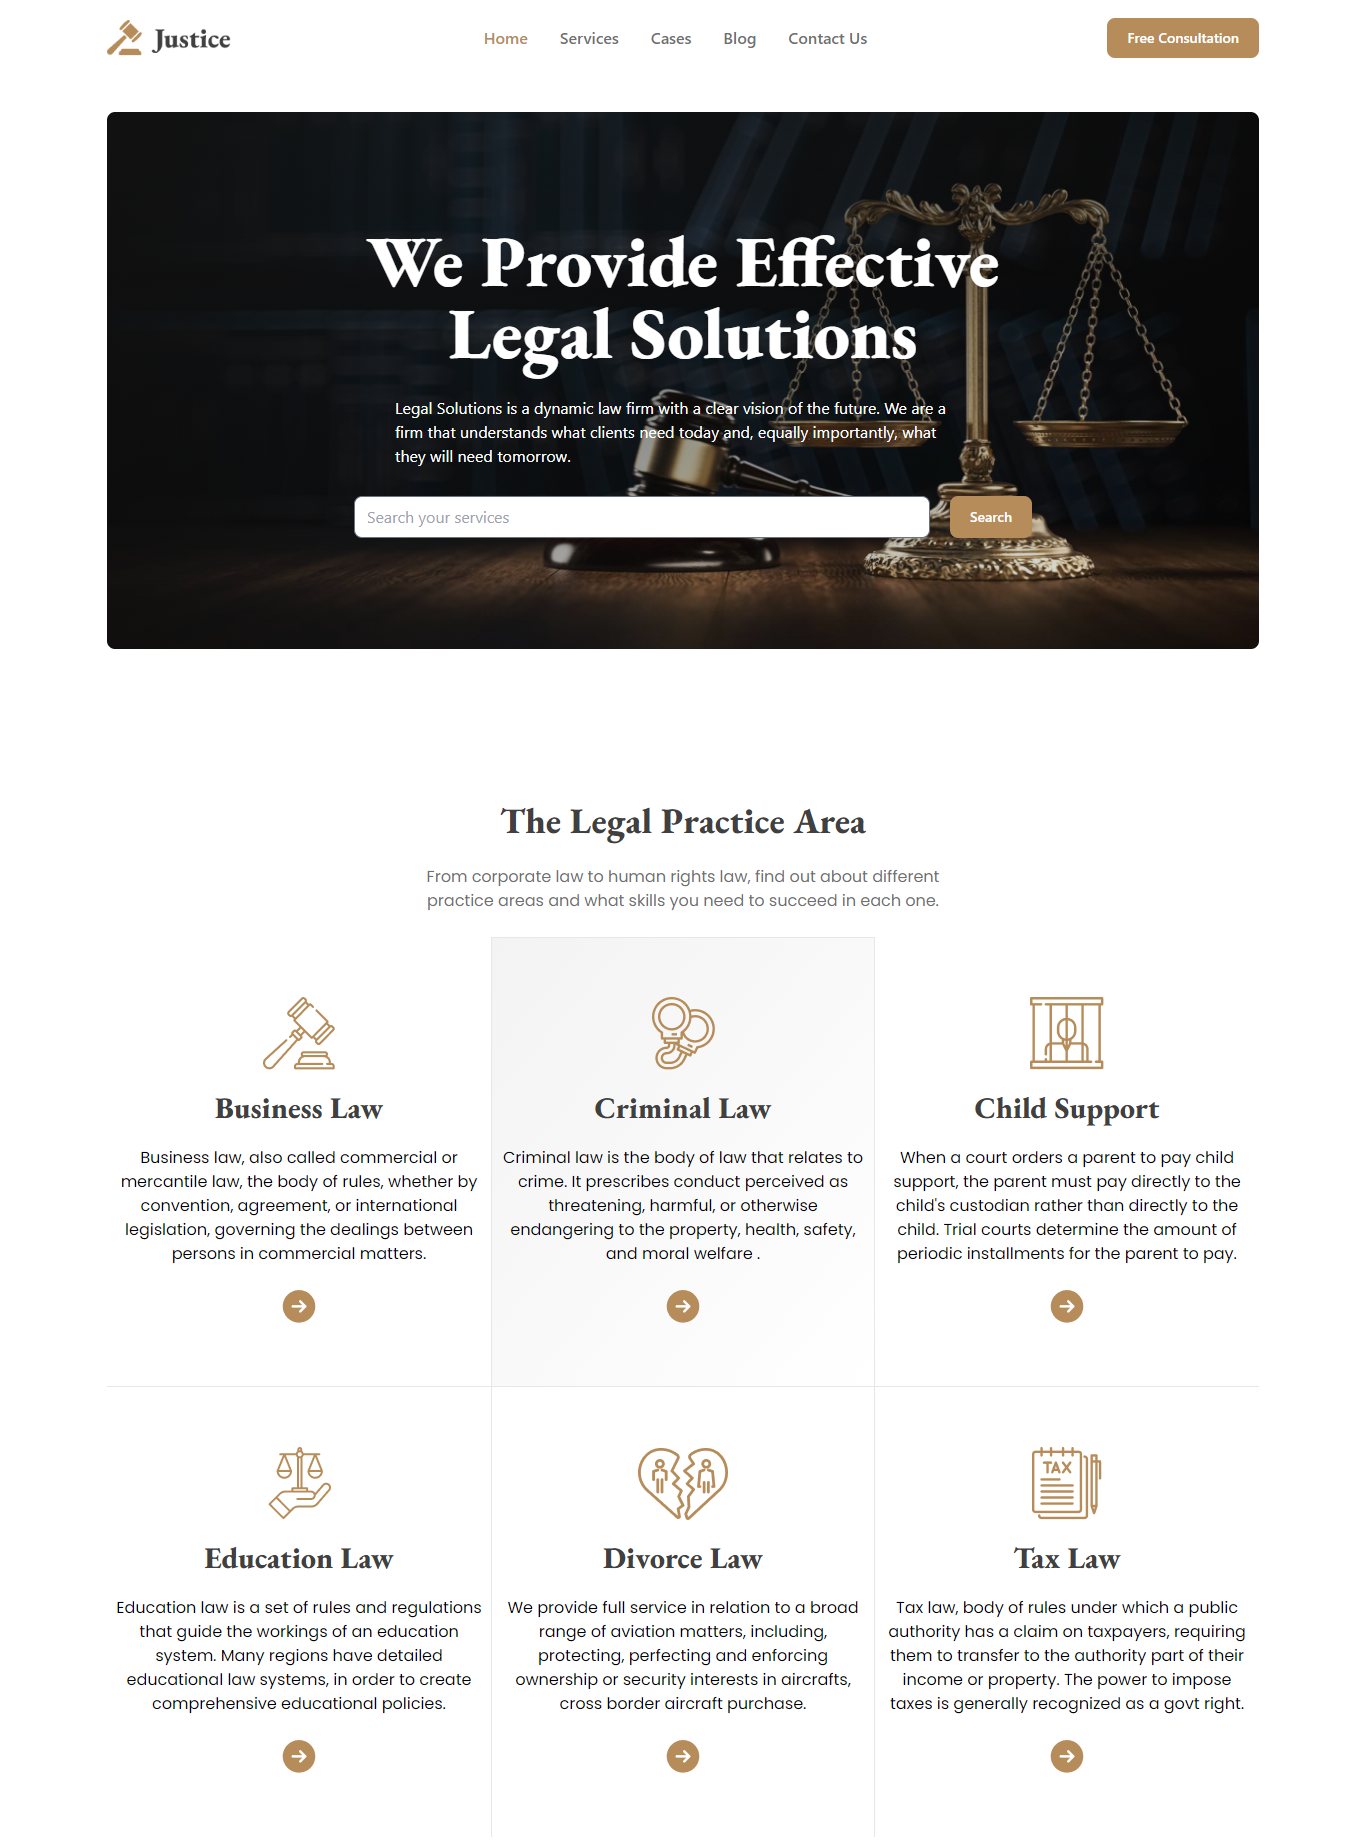 Justice
Home
Services
Cases
Blog
Contact Us
Free Consultation
We Provide Effective
Legal Solutions
Legal Solutions is a dynamic law firm with a clear vision of the future. We are a
firm that understands what clients need today and, equally importantly, what
they will need tomorrow.
Search your services
Search
The Legal Practice Area
From corporate law to human rights law, find out about different
practice areas and what skills you need to succeed in each one.
Business Law
Business law, also called commercial or
mercantile law, the body of rules, whether by
convention, agreement, or international
legislation, governing the dealings between
persons in commercial matters.
Criminal Law
Criminal law is the body of law that relates to
crime. It prescribes conduct perceived as
threatening, harmful, or otherwise
endangering to the property, health, safety,
and moral welfare .
Child Support
When a court orders a parent to pay child
support, the parent must pay directly to the
child's custodian rather than directly to the
child. Trial courts determine the amount of
periodic installments for the parent to pay.
Education Law
Education law is a set of rules and regulations
that guide the workings of an education
system. Many regions have detailed
educational law systems, in order to create
comprehensive educational policies.
Divorce Law
We provide full service in relation to a broad
range of aviation matters, including,
protecting, perfecting and enforcing
ownership or security interests in aircrafts,
cross border aircraft purchase.
TAX
Tax Law
Tax law, body of rules under which a public
authority has a claim on taxpayers, requiring
them to transfer to the authority part of their
income or property. The power to impose
taxes is generally recognized as a govt right.